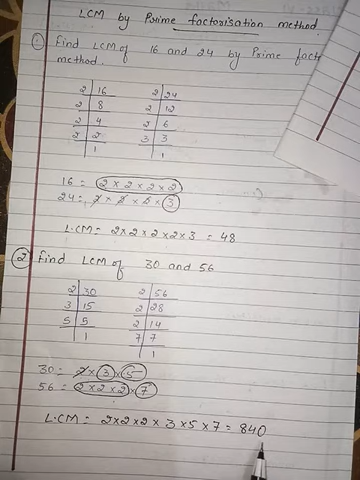 LCM by Prime factorisation method
① Find LCM of 16 and 24 by Prime
method.
2 | 16
2 | 8
2 | 4
2 | 2
1
2 | 24
2 | 12
2 | 6
3 | 3
1
16 = 2 × 2 × 2 × 2
24 = 2 × 2 × 2 × 3
L.CM = 2×2×2×2×3 = 48
② Find LCM of 30 and 56
2 | 30
3 | 15
5 | 5
1
2 | 56
2 | 28
2 | 14
7 | 7
1
30 = 2 × 3 × 5
56 = 2×2×2 × 7
L.CM = 2×2×2 × 3×5 × 7 = 840